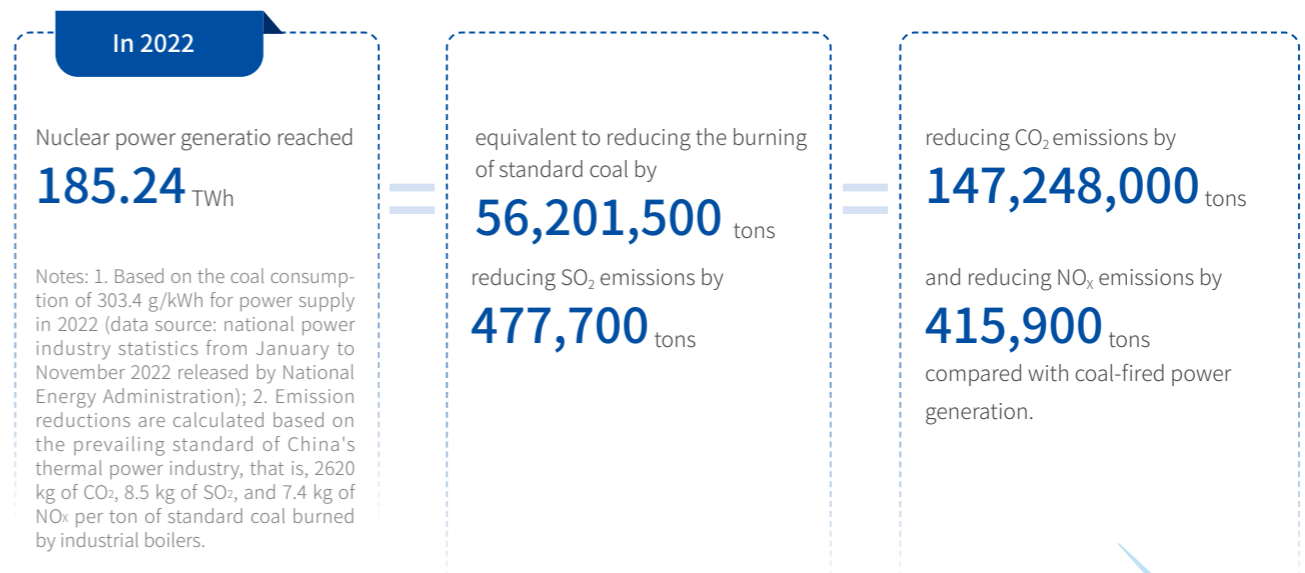 In 2022
Nuclear power generatio reached
185.24 TWh
Notes: 1. Based on the coal consump-
tion of 303.4 g/kWh for power supply
in 2022 (data source: national power
industry statistics from January to
November 2022 released by National
Energy Administration); 2. Emission
reductions are calculated based on
the prevailing standard of China's
thermal power industry, that is, 2620
kg of CO₂, 8.5 kg of SO₂, and 7.4 kg of
NOₓ per ton of standard coal burned
by industrial boilers.
=
equivalent to reducing the burning
of standard coal by
56,201,500 tons
reducing SO₂ emissions by
477,700 tons
=
reducing CO₂ emissions by
147,248,000 tons
and reducing NOₓ emissions by
415,900 tons
compared with coal-fired power
generation.